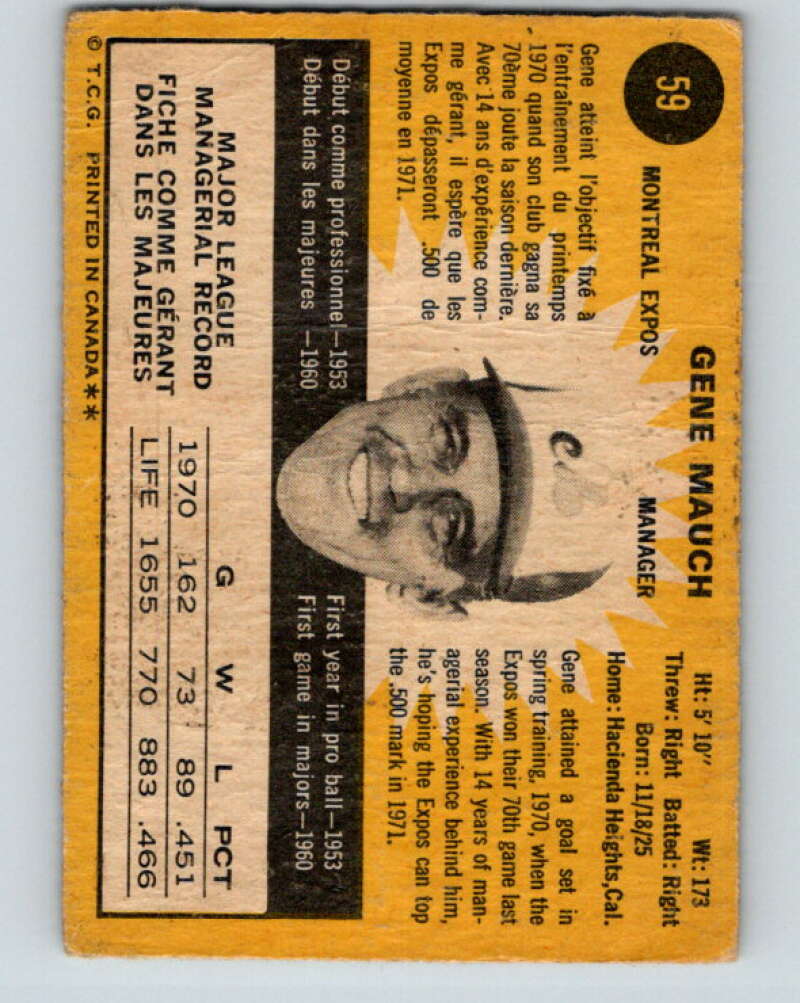 59
GENE MAUCH
MONTREAL EXPOS
MANAGER
Gene atteint l'objectif fixé a
l'entraînement du printemps
1970 quand son club gagna sa
70ème joute la saison dernière.
Avec 14 ans d'expérience com-
me gérant, il espère que les
Expos dépasseront .500 de
moyenne en 1971.
Ht: 5' 10" Wt: 173
Threw: Right Batted: Right
Born: 11/18/25
Home: Hacienda Heights, Cal.
Gene attained a goal set in
spring training, 1970, when the
Expos won their 70th game last
season. With 14 years of man-
agerial experience behind him,
he's hoping the Expos can top
the .500 mark in 1971.
Début comme professionnel—1953
Début dans les majeures —1960
First year in pro ball—1953
First game in majors—1960
MAJOR LEAGUE
MANAGERIAL RECORD
FICHE COMME GÉRANT
DANS LES MAJEURES
G W L PCT
1970 162 73 89 .451
LIFE 1655 770 883 .466
© T.C.G. PRINTED IN CANADA**